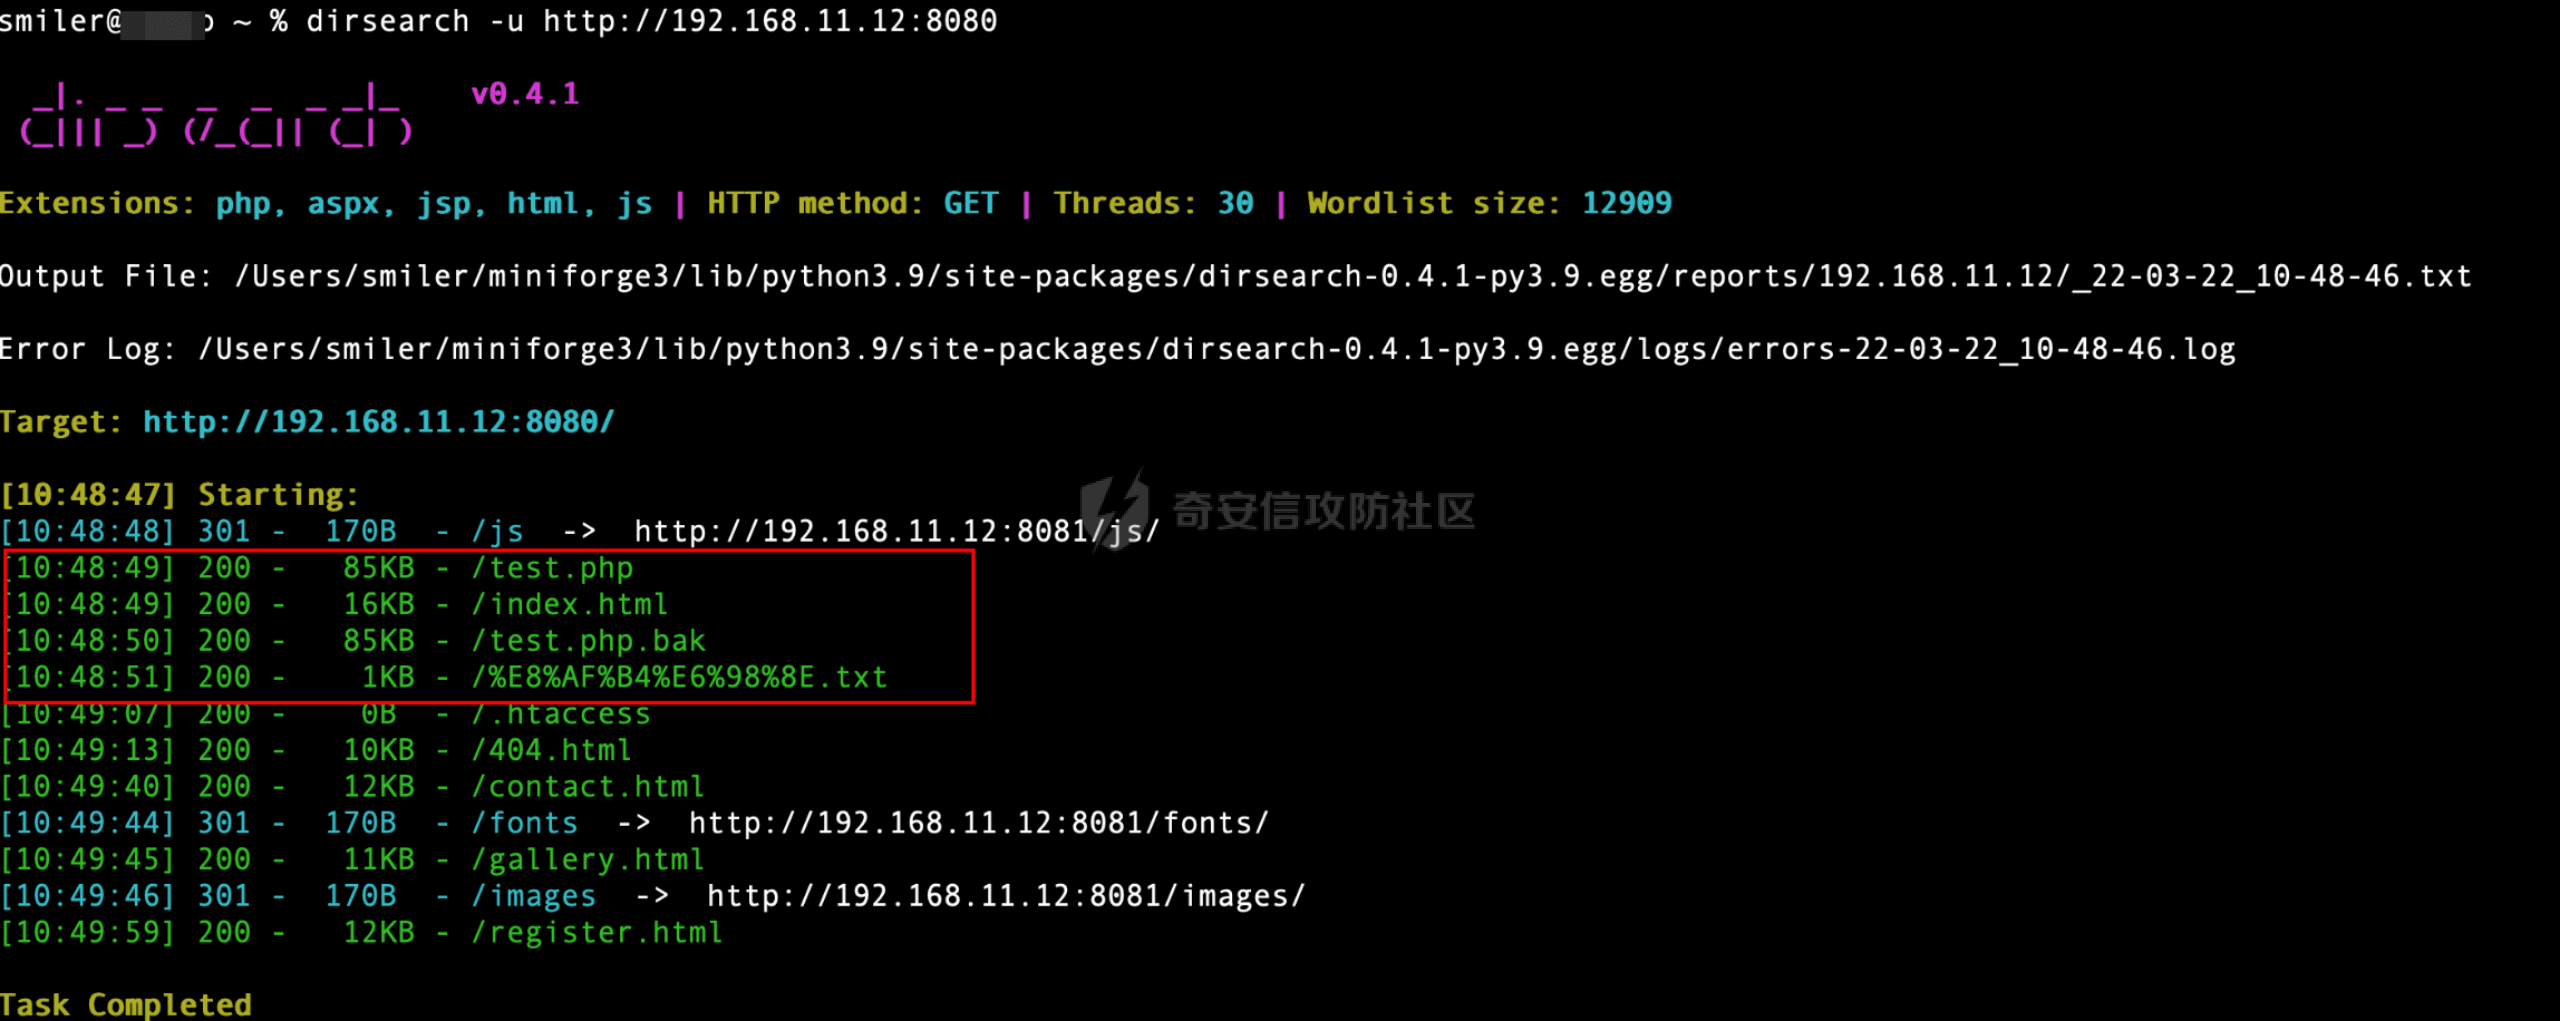 smiler@ ~ % dirsearch -u http://192.168.11.12:8080
v0.4.1
Extensions: php, aspx, jsp, html, js | HTTP method: GET | Threads: 30 | Wordlist size: 12909
Output File: /Users/smiler/miniforge3/lib/python3.9/site-packages/dirsearch-0.4.1-py3.9.egg/reports/192.168.11.12/_22-03-22_10-48-46.txt
Error Log: /Users/smiler/miniforge3/lib/python3.9/site-packages/dirsearch-0.4.1-py3.9.egg/logs/errors-22-03-22_10-48-46.log
Target: http://192.168.11.12:8080/
[10:48:47] Starting:
奇安信攻防社区
[10:48:48] 301 - 170B - /js -> http://192.168.11.12:8081/js/
[10:48:49] 200 - 85KB - /test.php
[10:48:49] 200 - 16KB - /index.html
[10:48:50] 200 - 85KB - /test.php.bak
[10:48:51] 200 - 1KB - /%E8%AF%B4%E6%98%8E.txt
[10:49:07] 200 - 0B - /.htaccess
[10:49:13] 200 - 10KB - /404.html
[10:49:40] 200 - 12KB - /contact.html
[10:49:44] 301 - 170B - /fonts -> http://192.168.11.12:8081/fonts/
[10:49:45] 200 - 11KB - /gallery.html
[10:49:46] 301 - 170B - /images -> http://192.168.11.12:8081/images/
[10:49:59] 200 - 12KB - /register.html
Task Completed